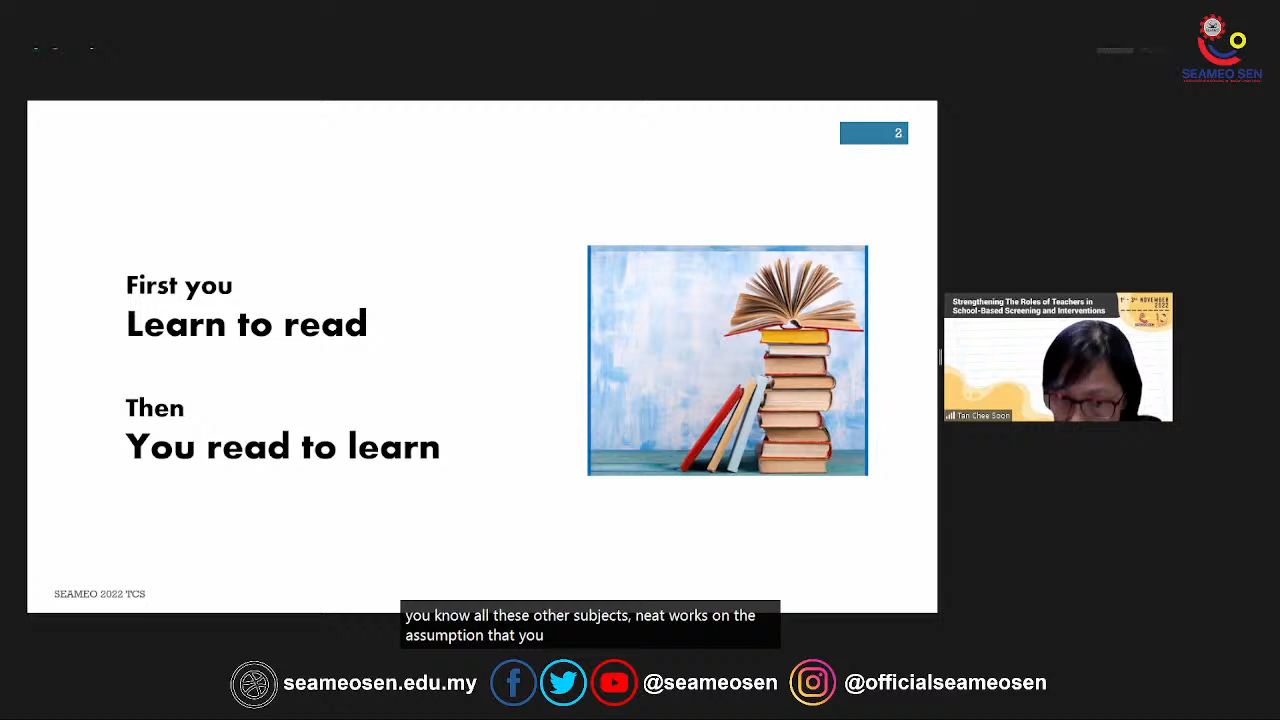 SEAMEO SEN
2
First you
Learn to read
Then
You read to learn
SEAMEO 2022 TCS
Strengthening The Roles of Teachers in
School-Based Screening and Interventions
1st - 3rd NOVEMBER
2022
Tan Chee Soon
you know all these other subjects, neat works on the
assumption that you
seameosen.edu.my
@seameosen
@officialseameosen